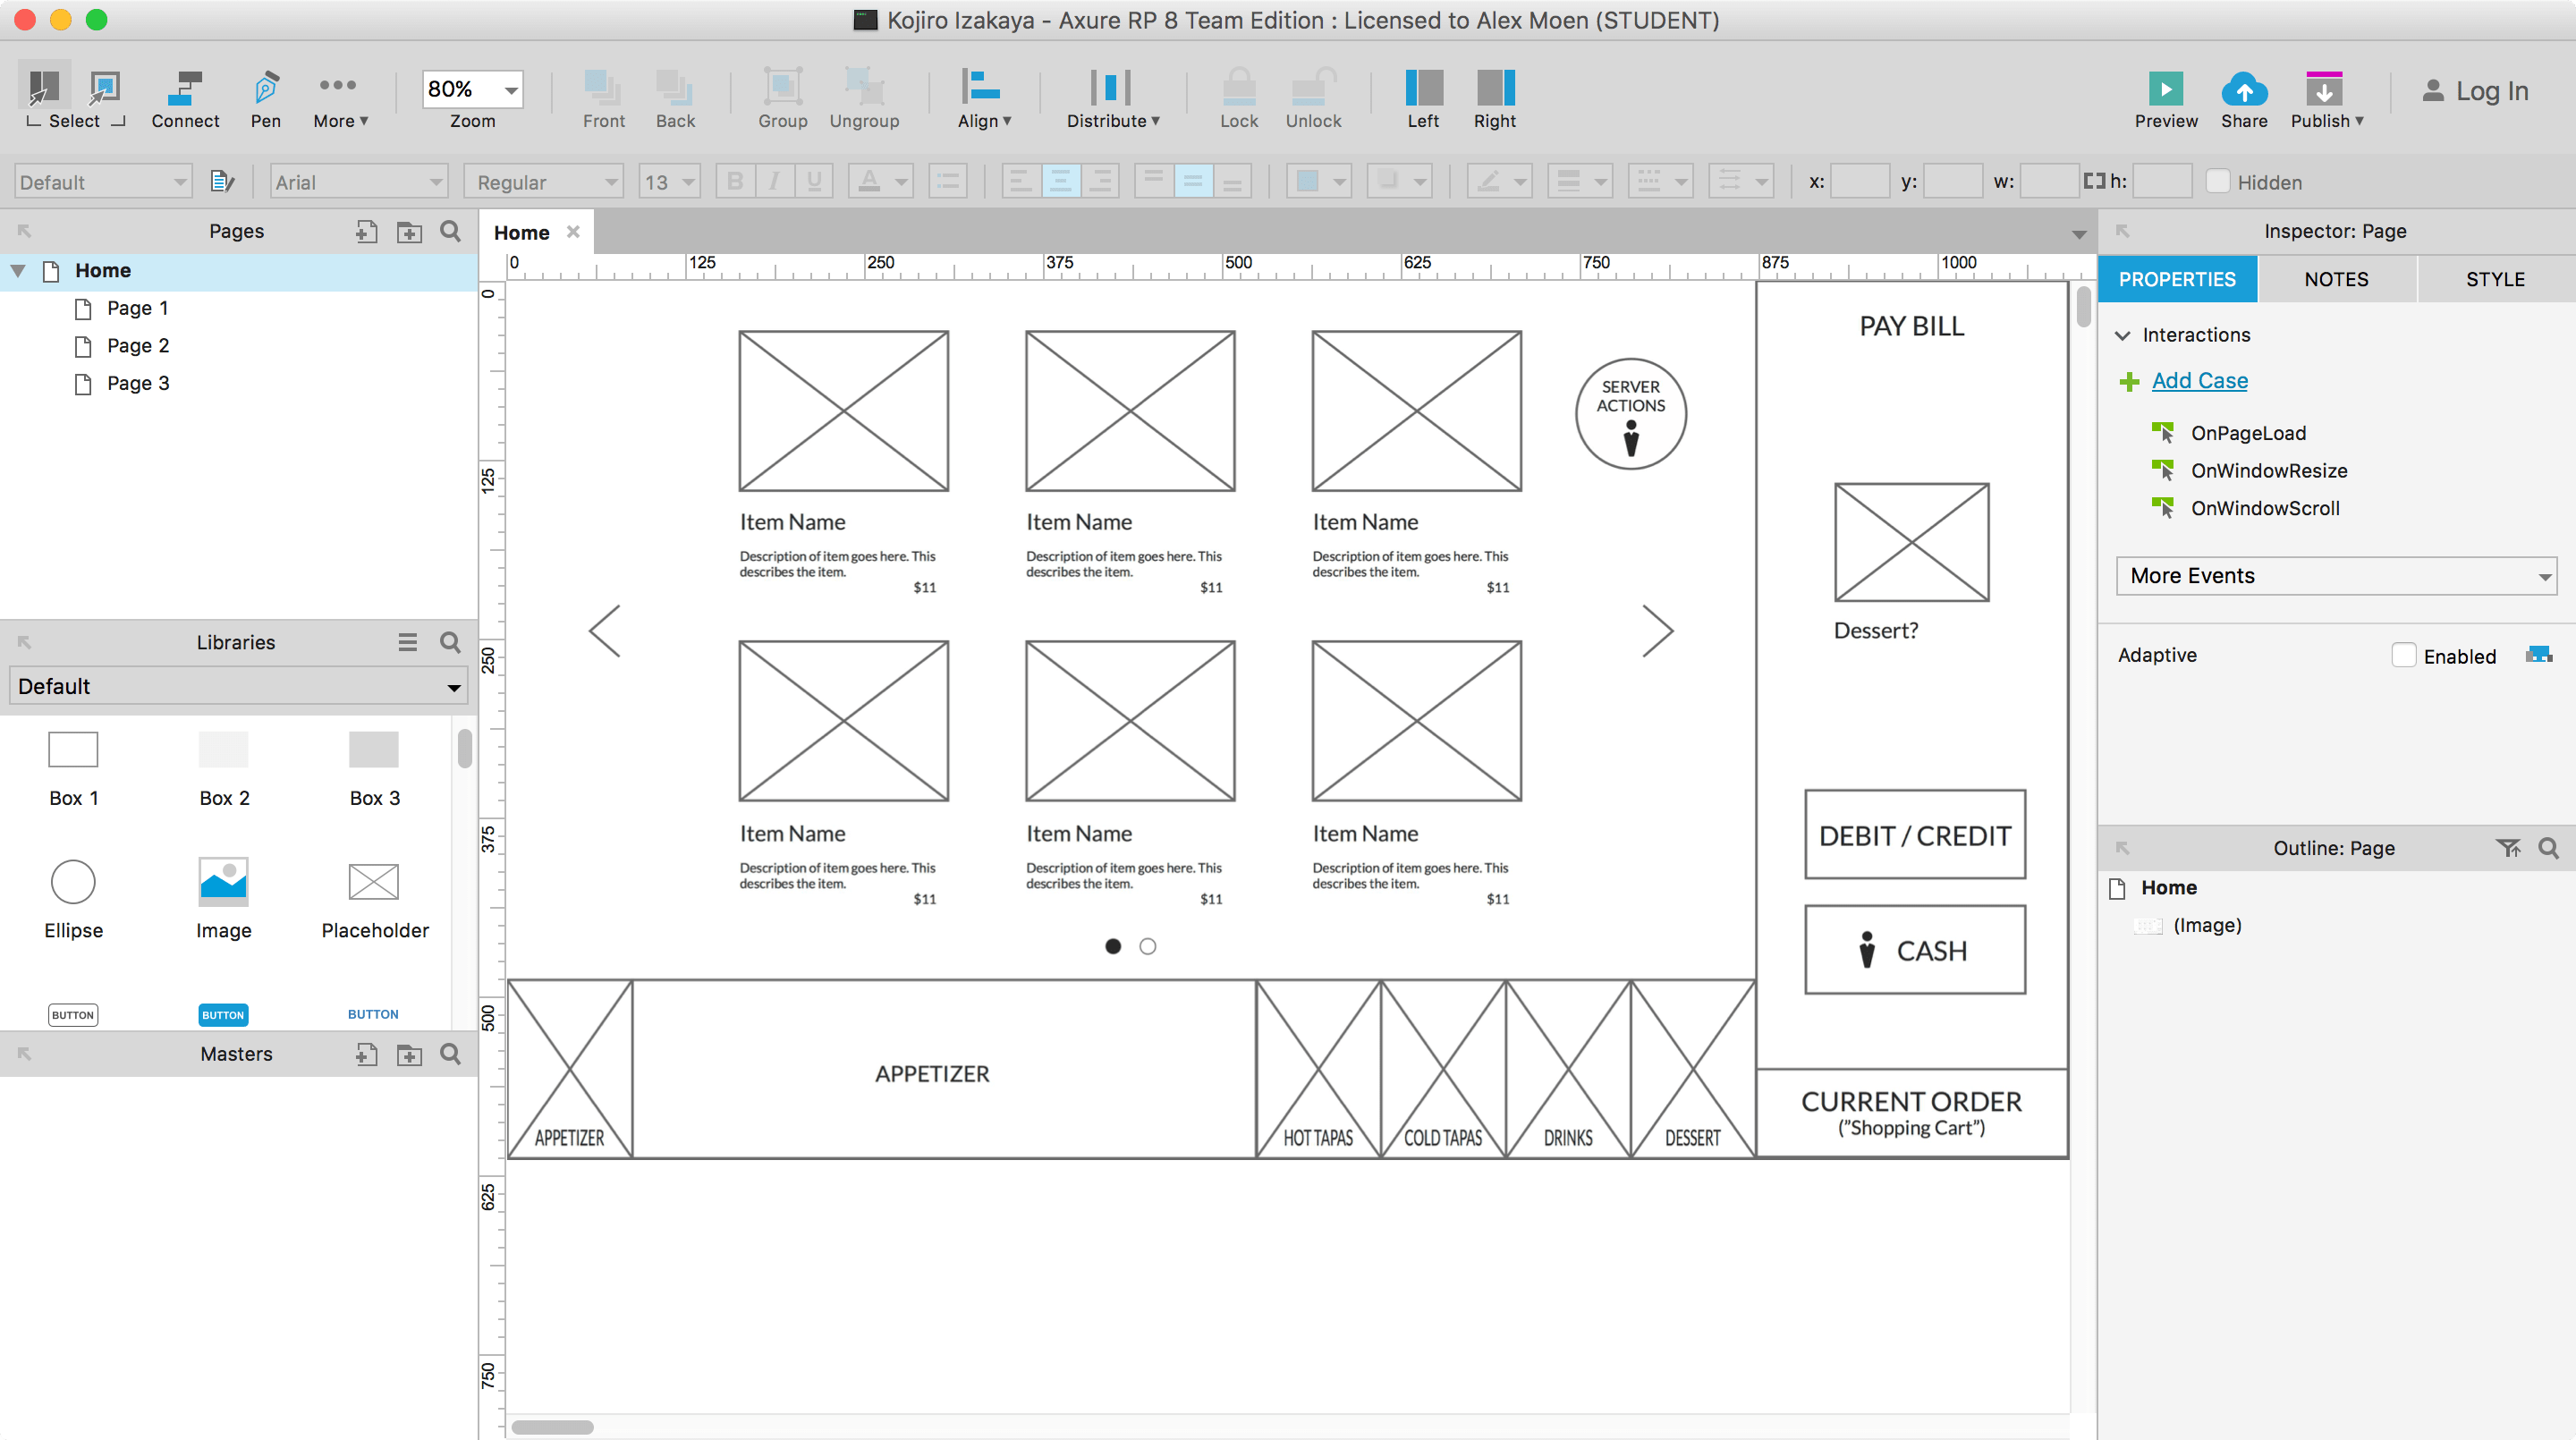 Kojiro Izakaya - Axure RP 8 Team Edition : Licensed to Alex Moen (STUDENT)
Select Connect Pen More ▾ 80% Zoom Front Back Group Ungroup Align ▾ Distribute ▾ Lock Unlock Left Right Preview Share Publish ▾ Log In
Default Arial Regular 13 B I U A x: y: w: h: Hidden
Pages
Home
Page 1
Page 2
Page 3
Libraries
Default
Box 1 Box 2 Box 3
Ellipse Image Placeholder
BUTTON BUTTON BUTTON
Masters
Home
0 125 250 375 500 625 750 875 1000
0
125
250
375
500
625
750
SERVER
ACTIONS
Item Name Item Name Item Name
Description of item goes here. This Description of item goes here. This Description of item goes here. This
describes the item. describes the item. describes the item.
$11 $11 $11
Item Name Item Name Item Name
Description of item goes here. This Description of item goes here. This Description of item goes here. This
describes the item. describes the item. describes the item.
$11 $11 $11
APPETIZER
APPETIZER HOT TAPAS COLD TAPAS DRINKS DESSERT
PAY BILL
Dessert?
DEBIT / CREDIT
CASH
CURRENT ORDER
("Shopping Cart")
Inspector: Page
PROPERTIES NOTES STYLE
Interactions
Add Case
OnPageLoad
OnWindowResize
OnWindowScroll
More Events
Adaptive Enabled
Outline: Page
Home
(Image)